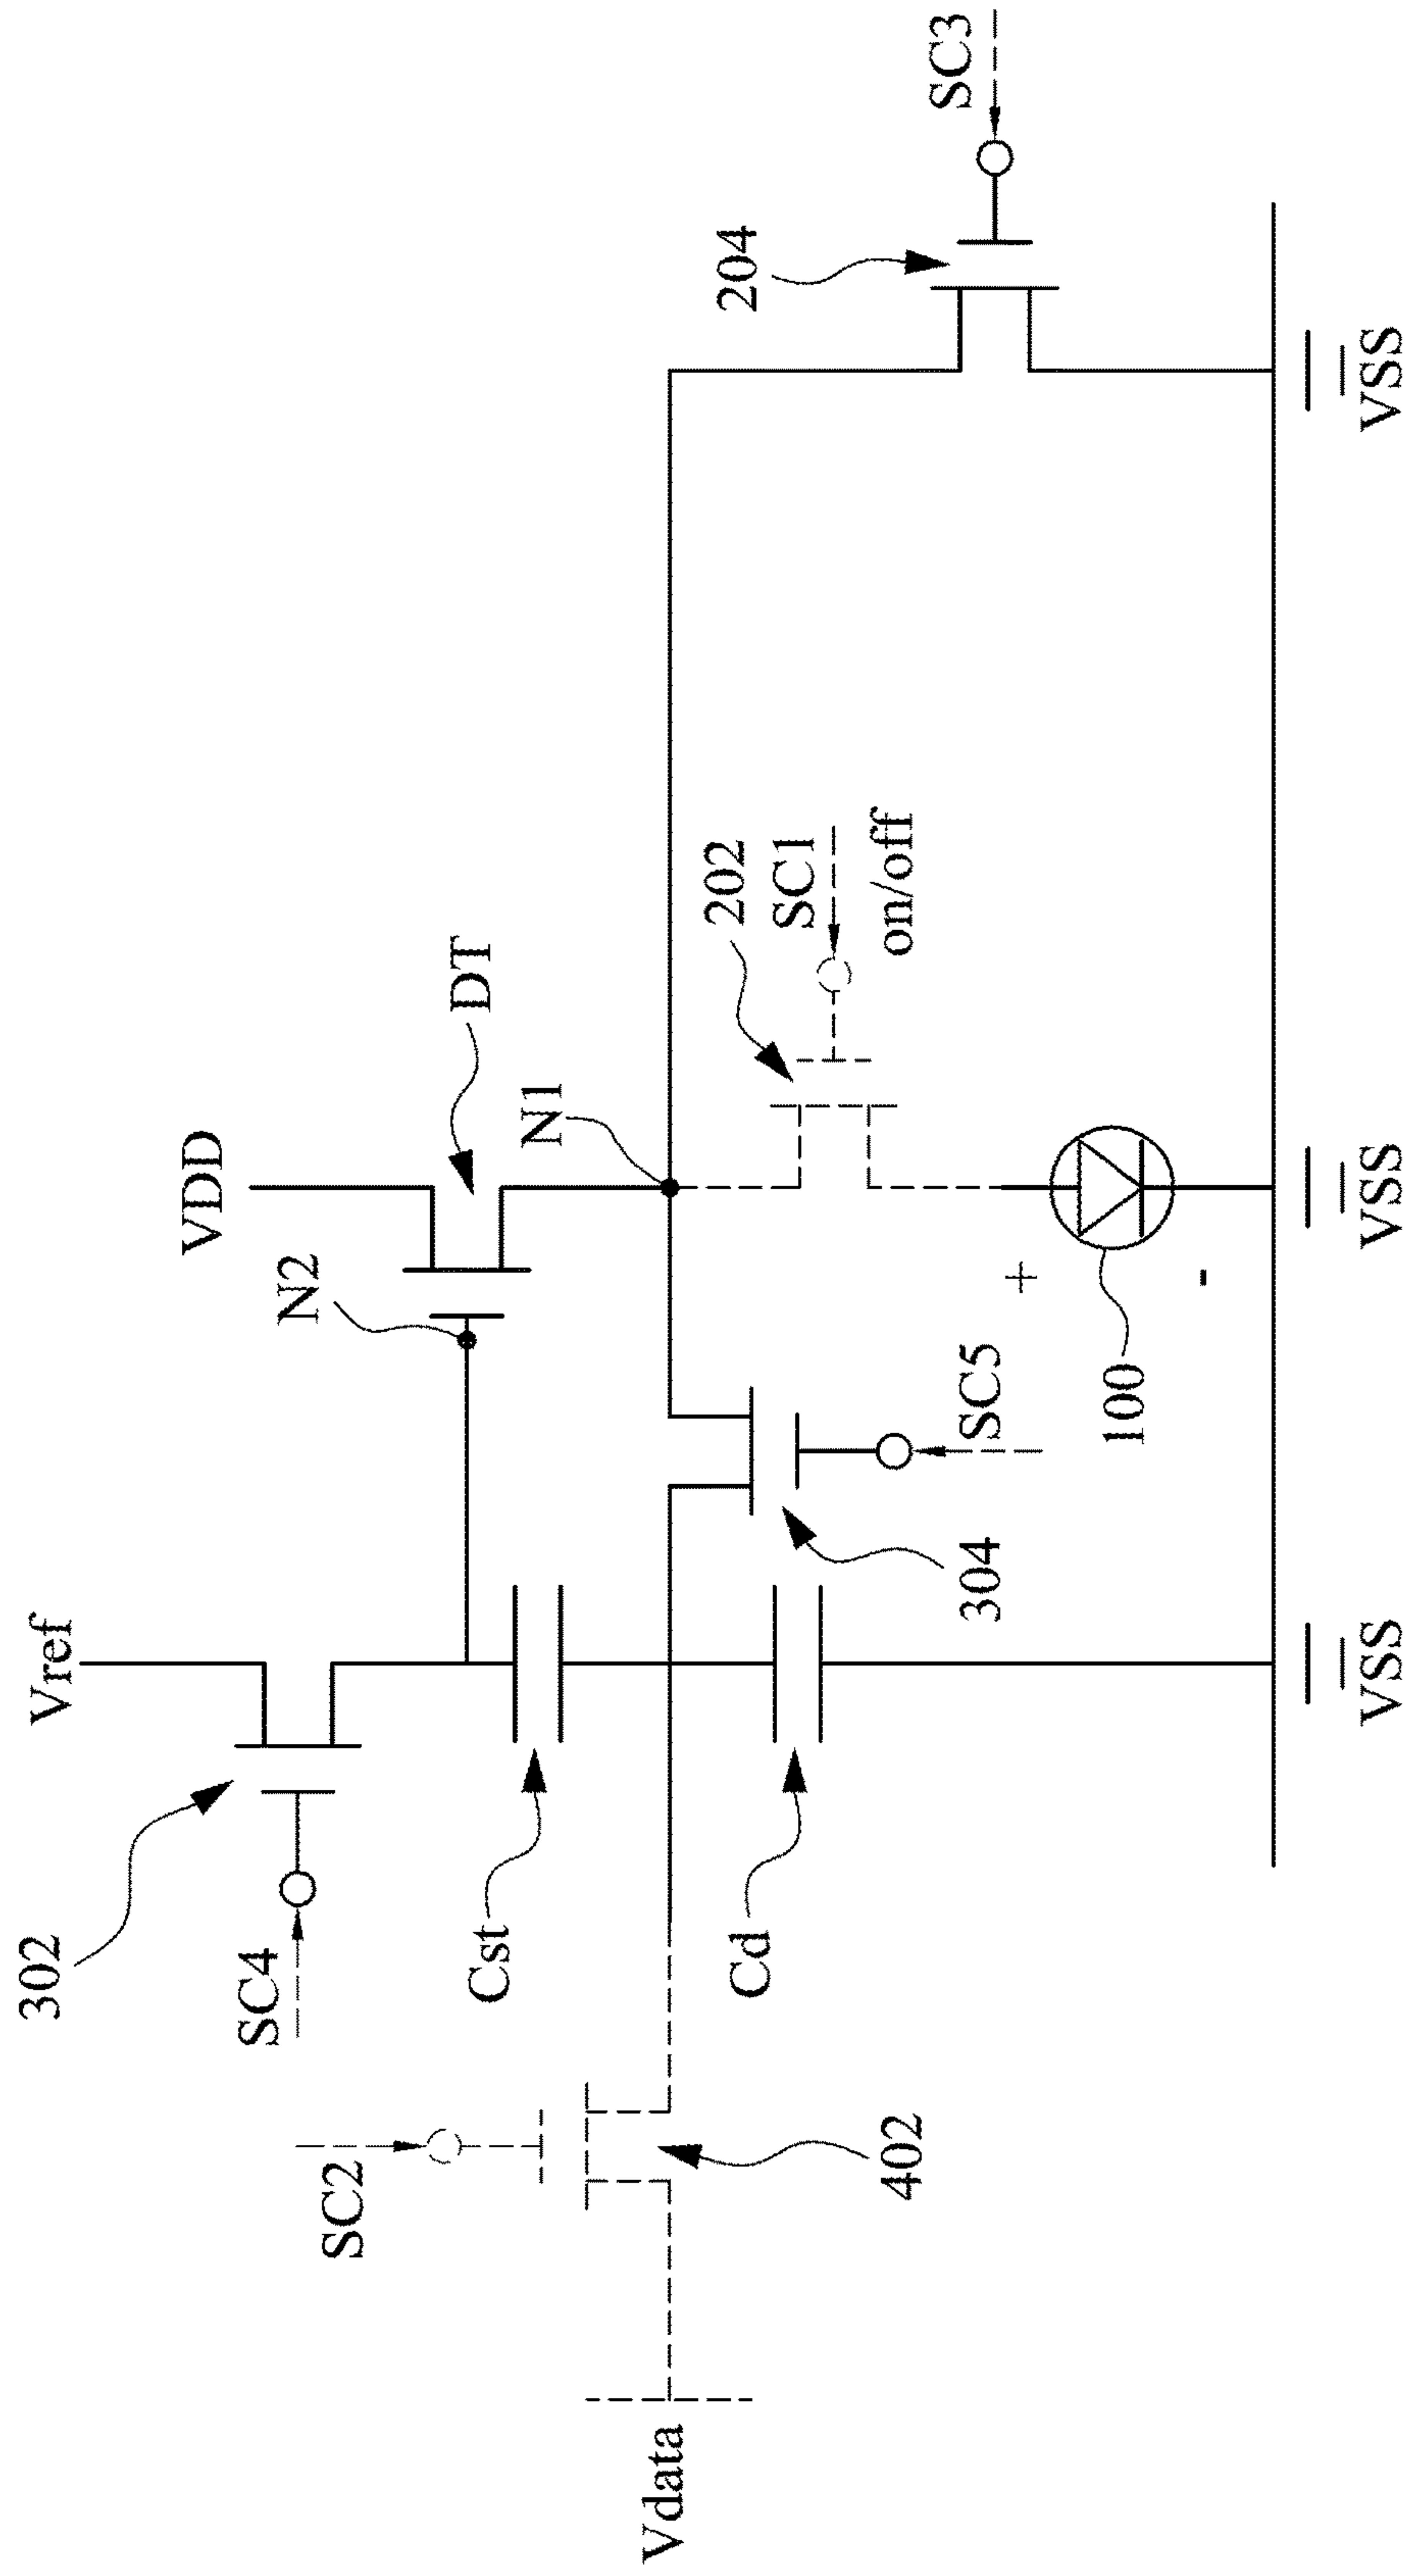 Vref
VDD
302
SC4
N2
DT
SC2
Cst
N1
204
SC3
Vdata
402
Cd
304
SC5
202
SC1
on/off
+
-
100
VSS
VSS
VSS